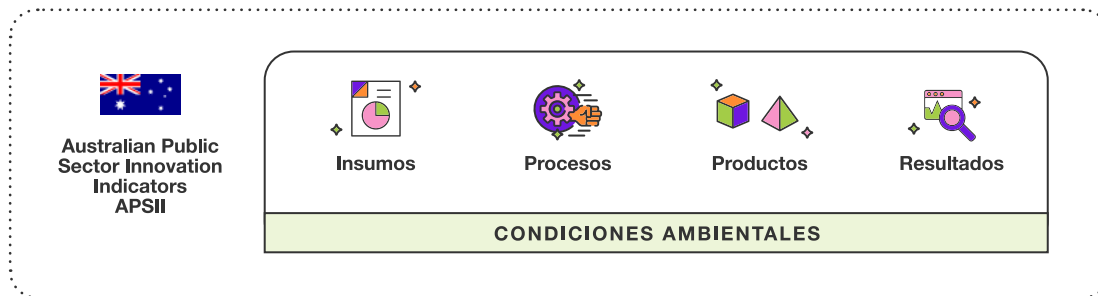 Australian Public
Sector Innovation
Indicators
APSII
Insumos
Procesos
Productos
Resultados
CONDICIONES AMBIENTALES